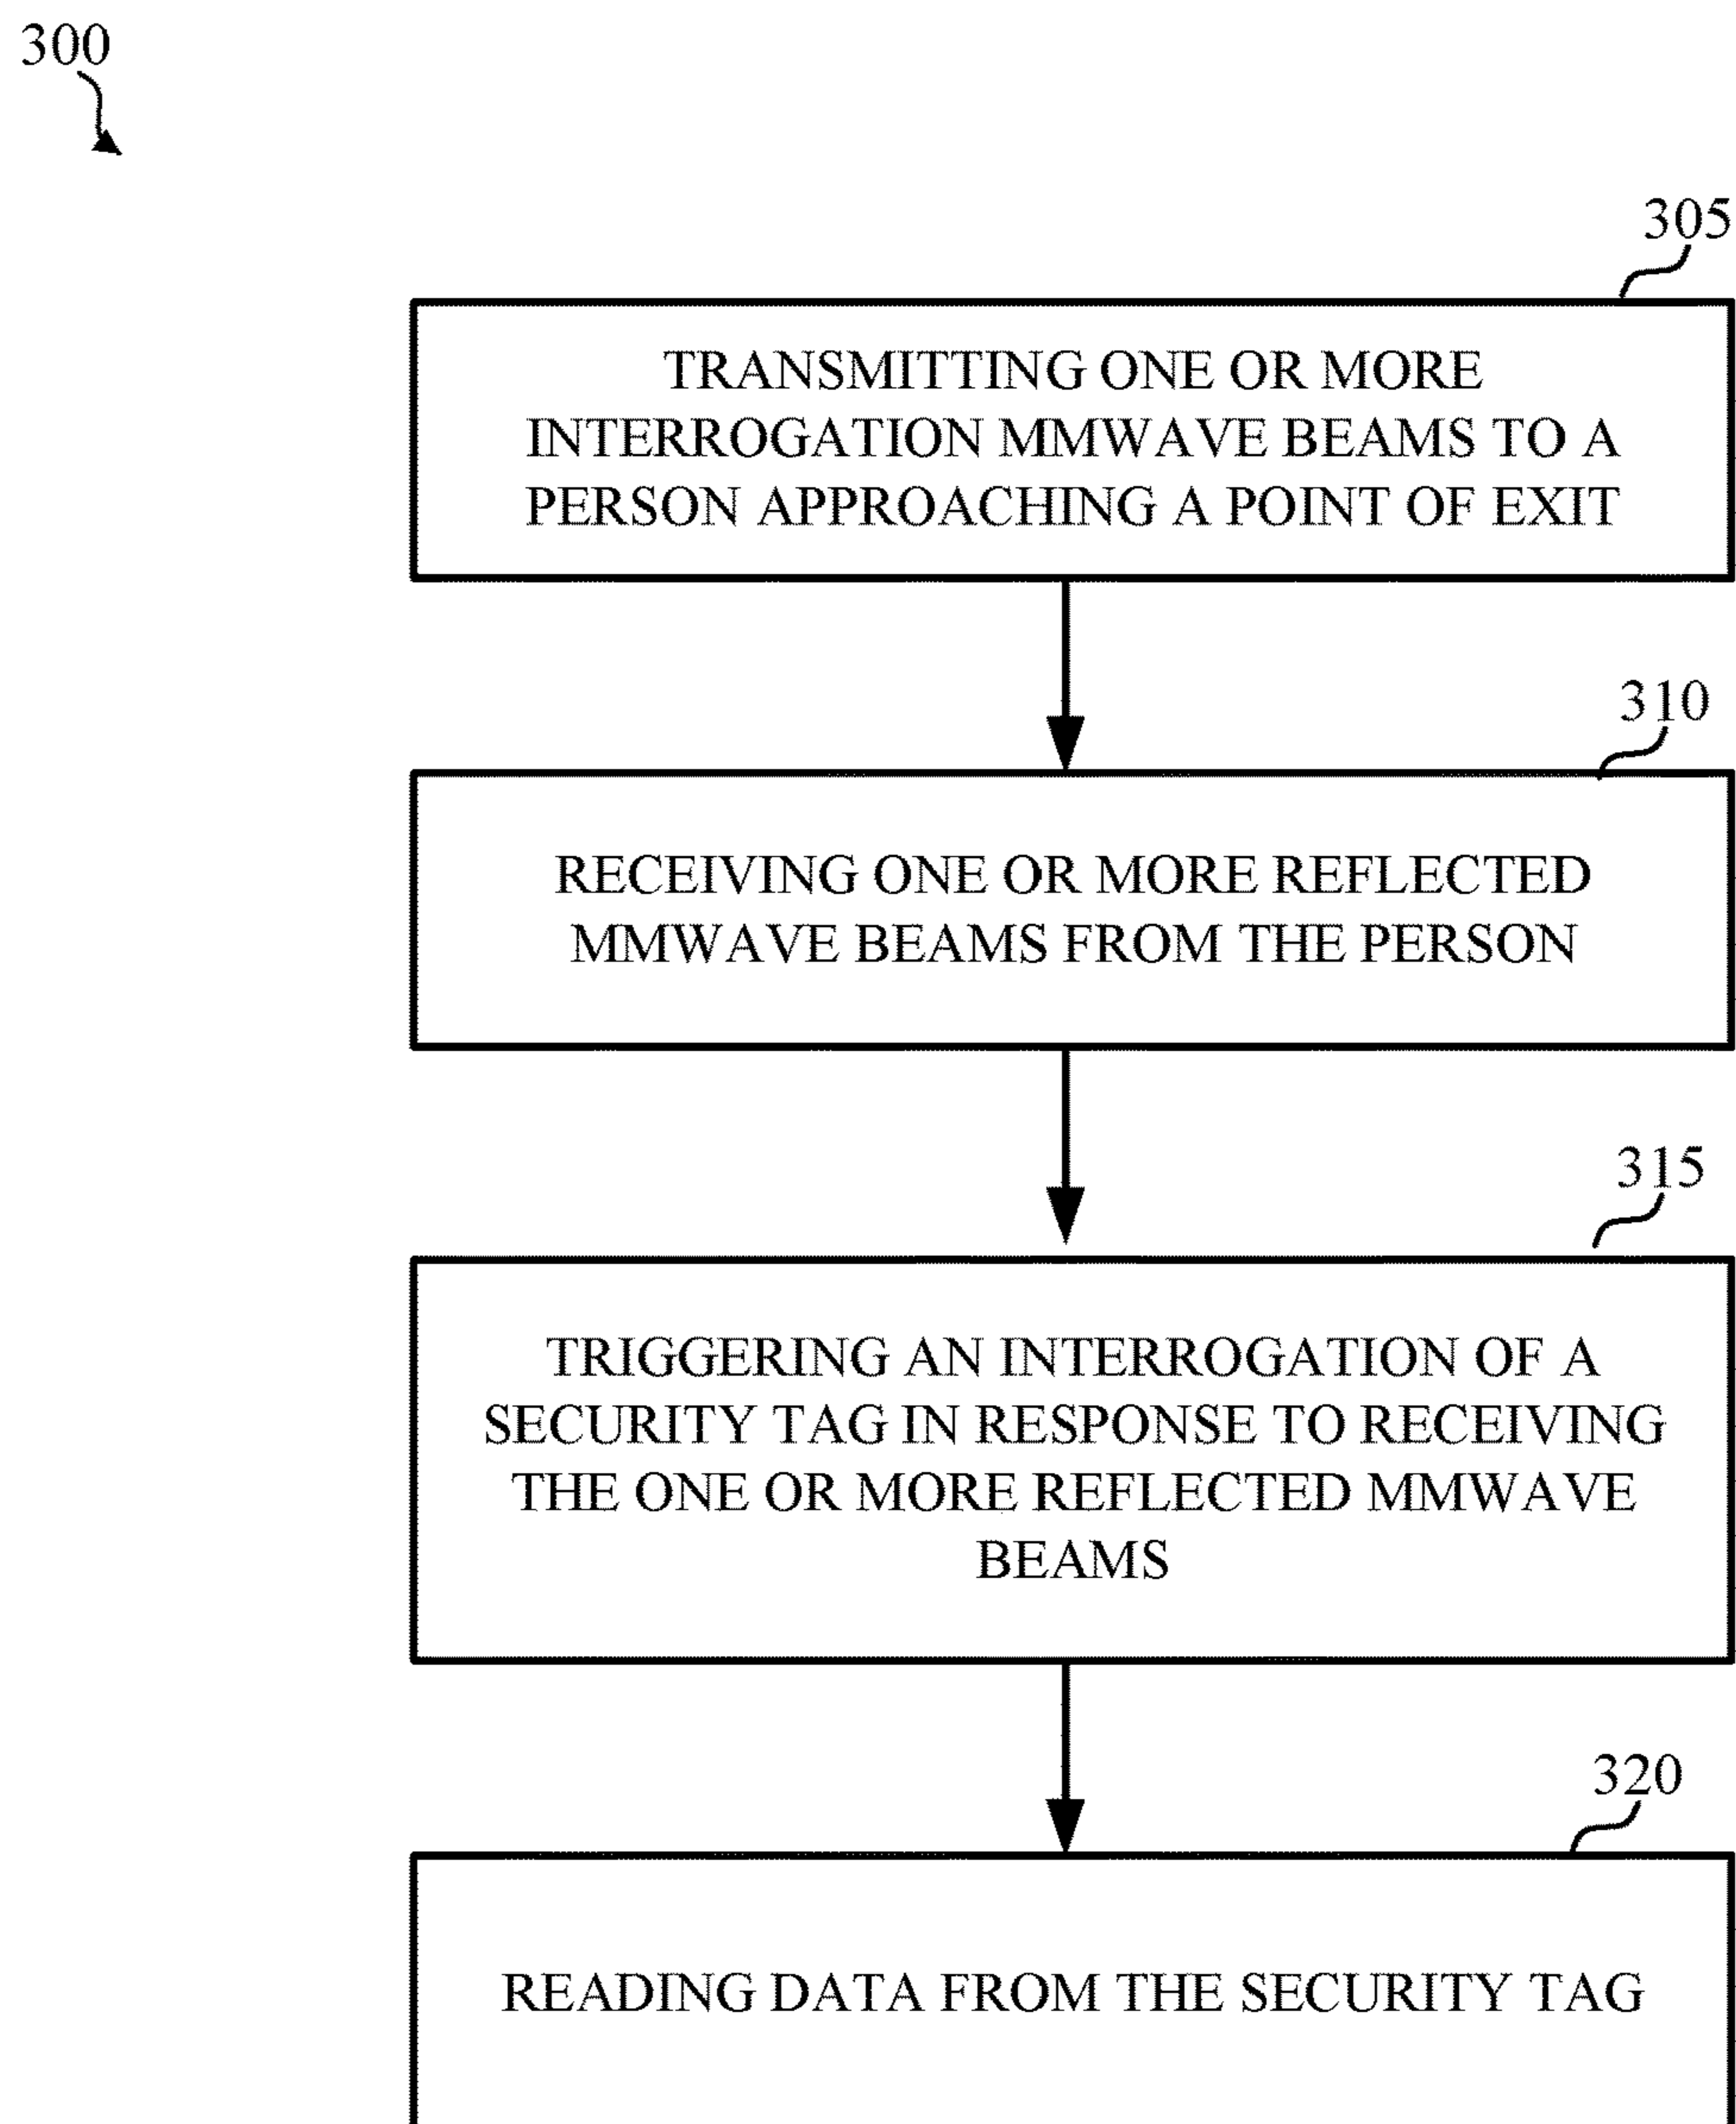 300
305
TRANSMITTING ONE OR MORE
INTERROGATION MMWAVE BEAMS TO A
PERSON APPROACHING A POINT OF EXIT
310
RECEIVING ONE OR MORE REFLECTED
MMWAVE BEAMS FROM THE PERSON
315
TRIGGERING AN INTERROGATION OF A
SECURITY TAG IN RESPONSE TO RECEIVING
THE ONE OR MORE REFLECTED MMWAVE
BEAMS
320
READING DATA FROM THE SECURITY TAG